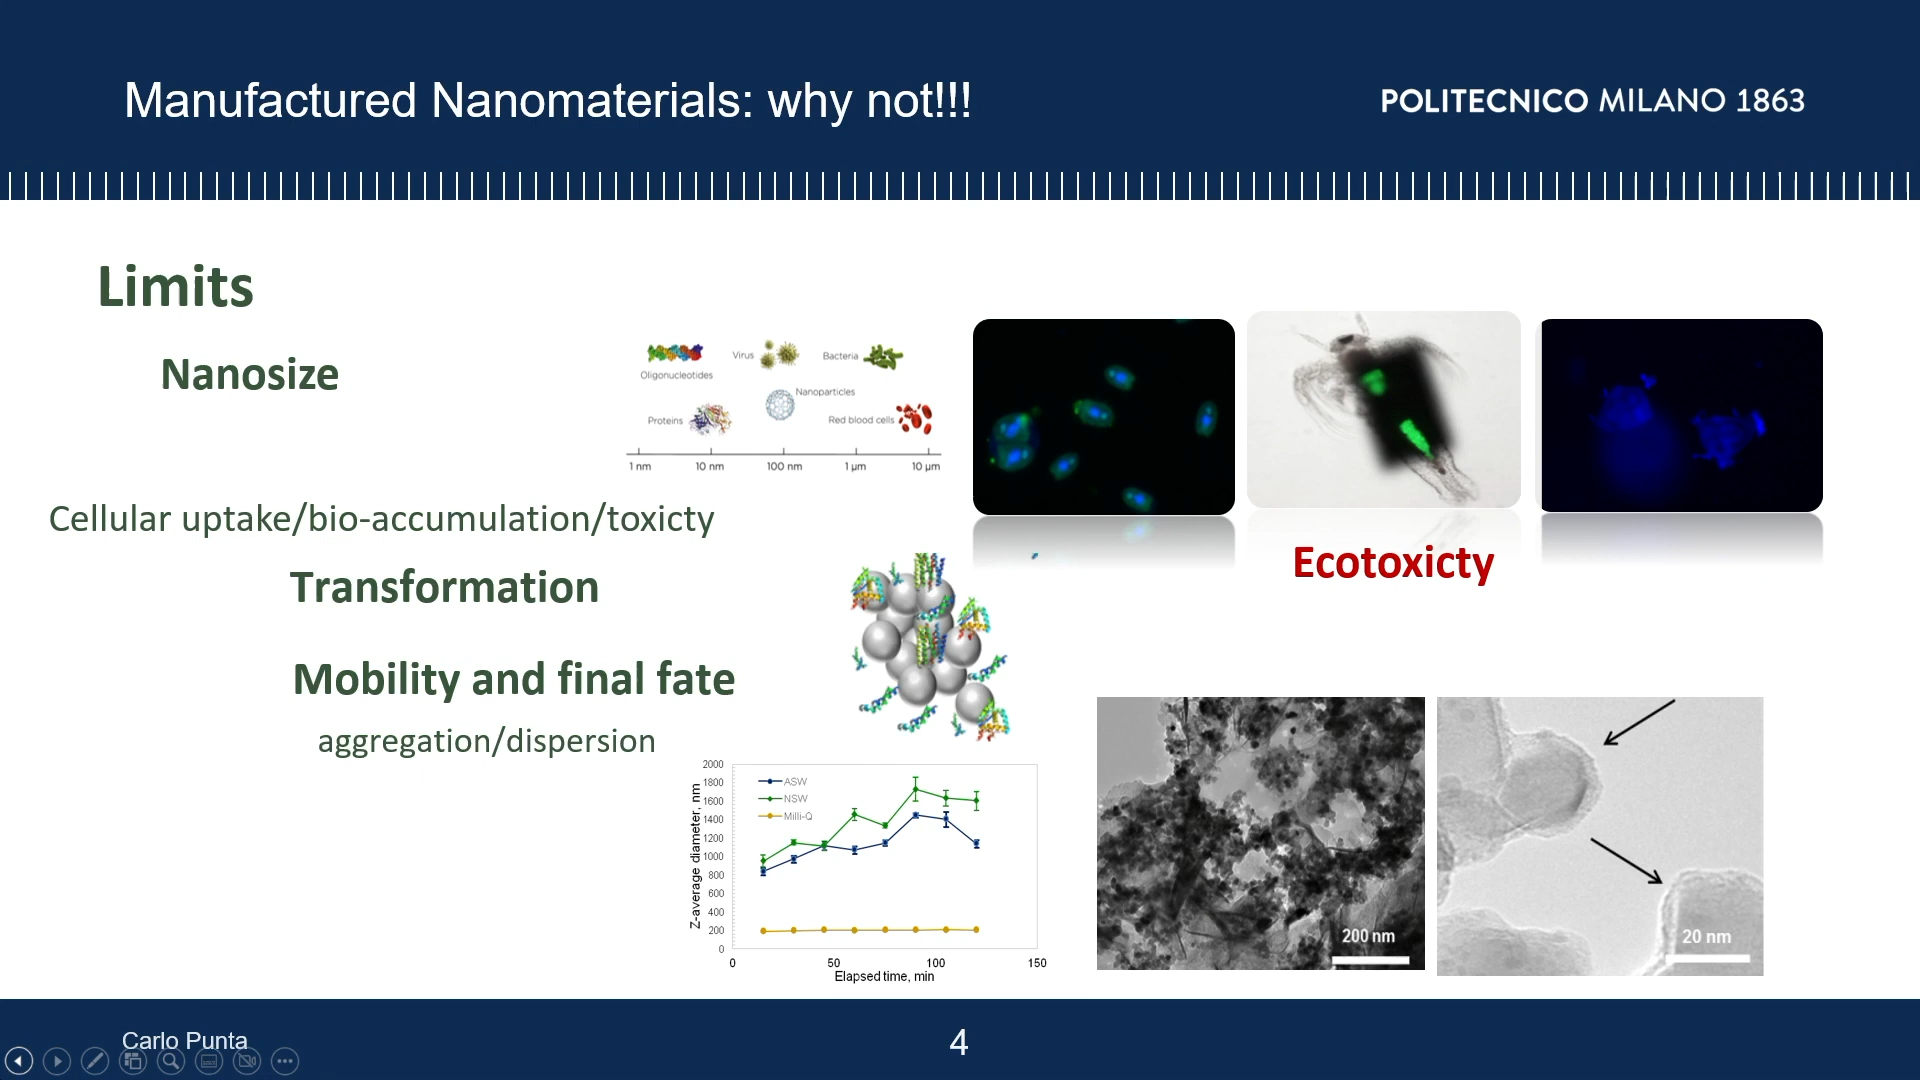 Manufactured Nanomaterials: why not!!!
POLITECNICO MILANO 1863
Limits
Nanosize
Oligonucleotides
Virus
Bacteria
Proteins
Nanoparticles
Red blood cells
1 nm 10 nm 100 nm 1 µm 10 µm
Cellular uptake/bio-accumulation/toxicty
Ecotoxicty
Transformation
Mobility and final fate
aggregation/dispersion
Z-average diameter, nm
2000
1800
1600
1400
1200
1000
800
600
400
200
0
ASW
NSW
Milli-Q
0 50 100 150
Elapsed time, min
200 nm
20 nm
Carlo Punta
4